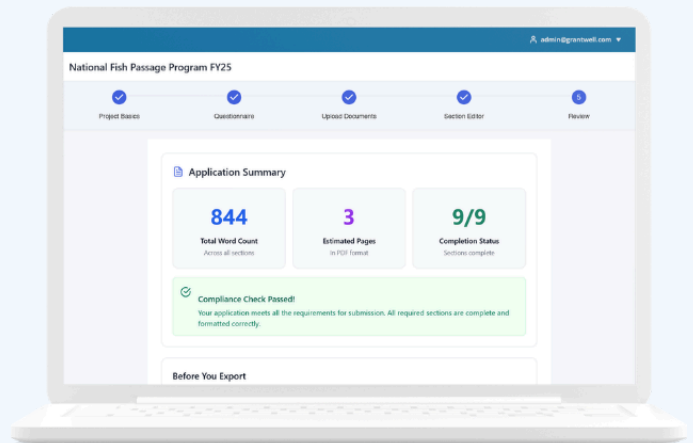 admin@grantwell.com
National Fish Passage Program FY25
5
Project Basics
Questionnaire
Upload Documents
Section Editor
Review
Application Summary
844
3
9/9
Total Word Count
Estimated Pages
Completion Status
Across all sections
In PDF format
Sections complete
Compliance Check Passed!
Your application meets all the requirements for submission. All required sections are complete and
formatted correctly.
Before You Export